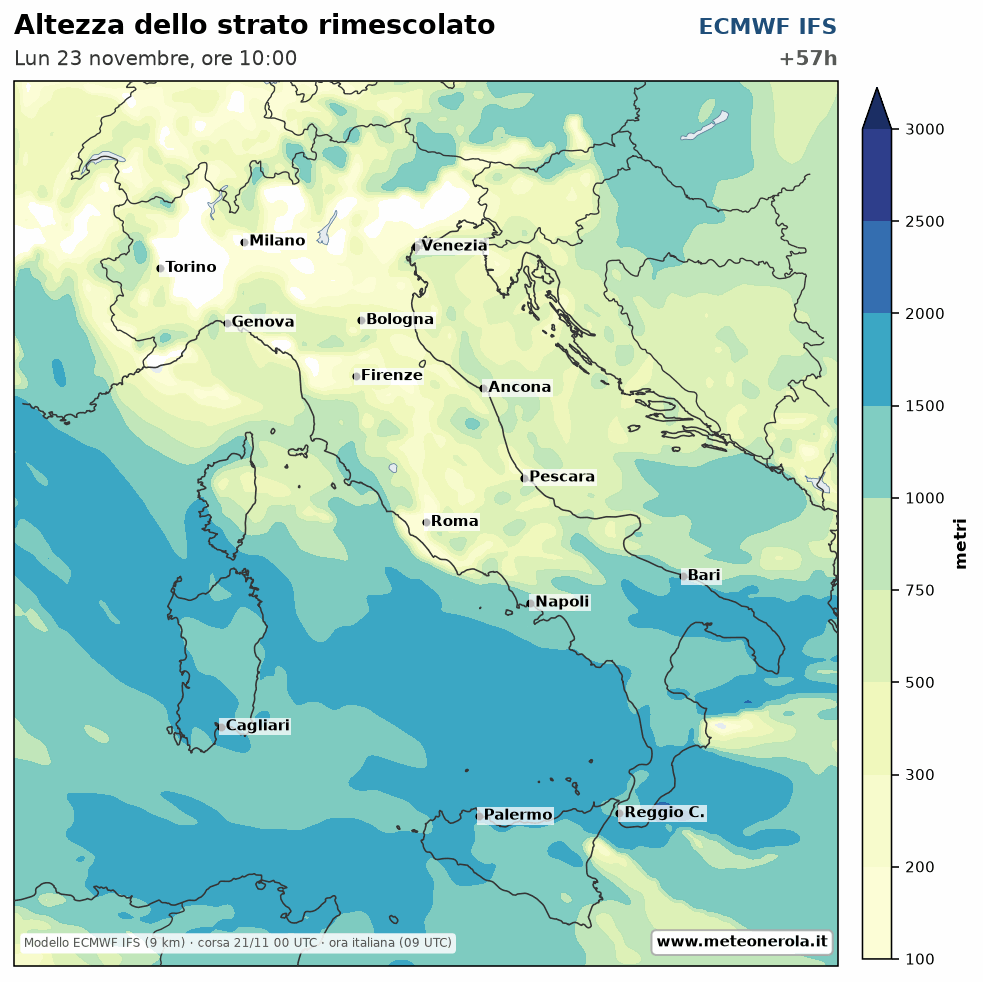 Altezza dello strato rimescolato
ECMWF IFS
Lun 23 novembre, ore 10:00
+57h
Milano
Venezia
Torino
Genova
Bologna
Firenze
Ancona
Pescara
Roma
Bari
Napoli
Cagliari
Palermo
Reggio C.
3000
2500
2000
1500
1000
750
500
300
200
100
metri
Modello ECMWF IFS (9 km) · corsa 21/11 00 UTC · ora italiana (09 UTC)
www.meteonerola.it